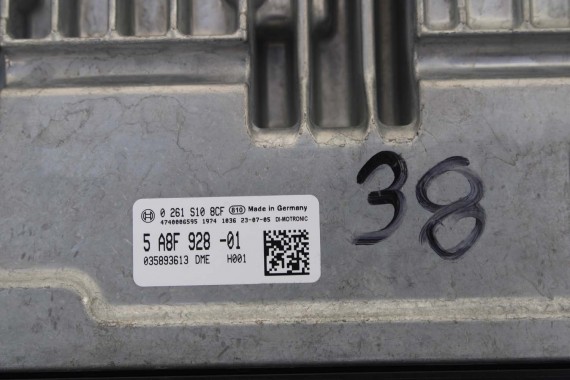 0 261 S10 8CF 810 Made in Germany
4740006595 1974 1036 23-07-05 DI-MOTRONIC
5 A8F 928 -01
035893613 DME H001
38